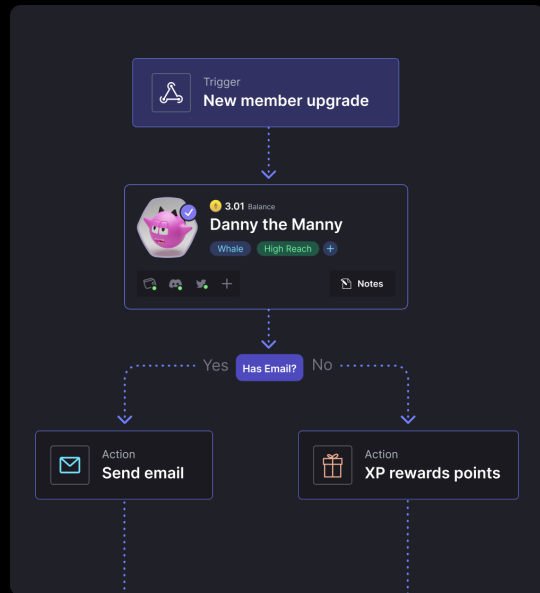 Trigger
New member upgrade
3.01 Balance
Danny the Manny
Whale High Reach +
Notes
Yes Has Email? No
Action
Send email
Action
XP rewards points